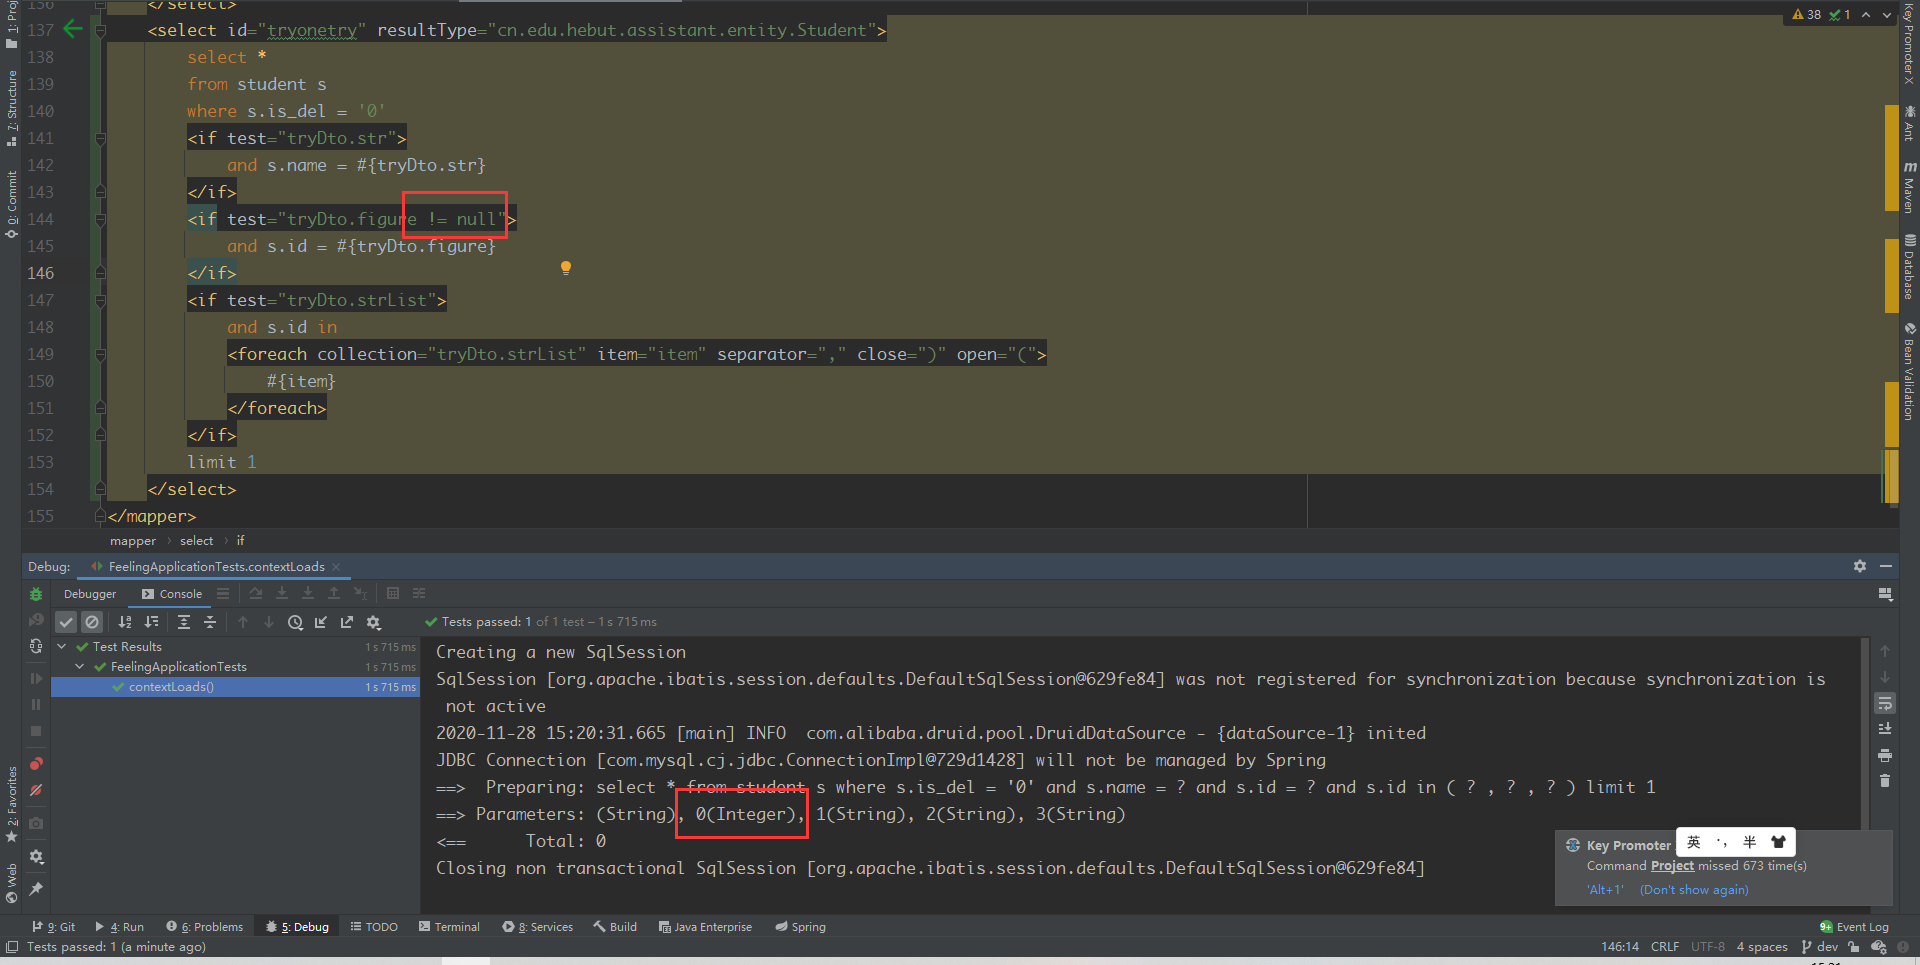 156 </select>
137 <select id="tryonetry" resultType="cn.edu.hebut.assistant.entity.Student">
138 select *
139 from student s
140 where s.is_del = '0'
141 <if test="tryDto.str">
142 and s.name = #{tryDto.str}
143 </if>
144 <if test="tryDto.figure != null">
145 and s.id = #{tryDto.figure}
146 </if>
147 <if test="tryDto.strList">
148 and s.id in
149 <foreach collection="tryDto.strList" item="item" separator="," close=")" open="(">
150 #{item}
151 </foreach>
152 </if>
153 limit 1
154 </select>
155 </mapper>
38 1
1: Proj
7: Structure
0: Commit
2: Favorites
Web
Key Promoter X
Ant
Maven
Database
Bean Validation
mapper › select › if
Debug: FeelingApplicationTests.contextLoads
Debugger Console
Tests passed: 1 of 1 test – 1 s 715 ms
Test Results 1 s 715 ms
FeelingApplicationTests 1 s 715 ms
contextLoads() 1 s 715 ms
Creating a new SqlSession
SqlSession [org.apache.ibatis.session.defaults.DefaultSqlSession@629fe84] was not registered for synchronization because synchronization is
not active
2020-11-28 15:20:31.665 [main] INFO com.alibaba.druid.pool.DruidDataSource - {dataSource-1} inited
JDBC Connection [com.mysql.cj.jdbc.ConnectionImpl@729d1428] will not be managed by Spring
==> Preparing: select * from student s where s.is_del = '0' and s.name = ? and s.id = ? and s.id in ( ? , ? , ? ) limit 1
==> Parameters: (String), 0(Integer), 1(String), 2(String), 3(String)
<== Total: 0
Closing non transactional SqlSession [org.apache.ibatis.session.defaults.DefaultSqlSession@629fe84]
Key Promoter
英 ·, 半
Command Project missed 673 time(s)
'Alt+1' (Don't show again)
9: Git 4: Run 6: Problems 5: Debug TODO Terminal 8: Services Build Java Enterprise Spring
9+ Event Log
Tests passed: 1 (a minute ago)
146:14 CRLF UTF-8 4 spaces dev